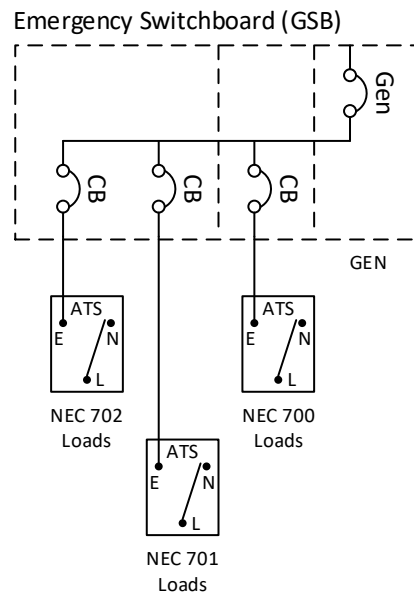 Emergency Switchboard (GSB)
Gen
CB
CB
CB
GEN
ATS
E
N
L
NEC 702
Loads
ATS
E
N
L
NEC 700
Loads
ATS
E
N
L
NEC 701
Loads